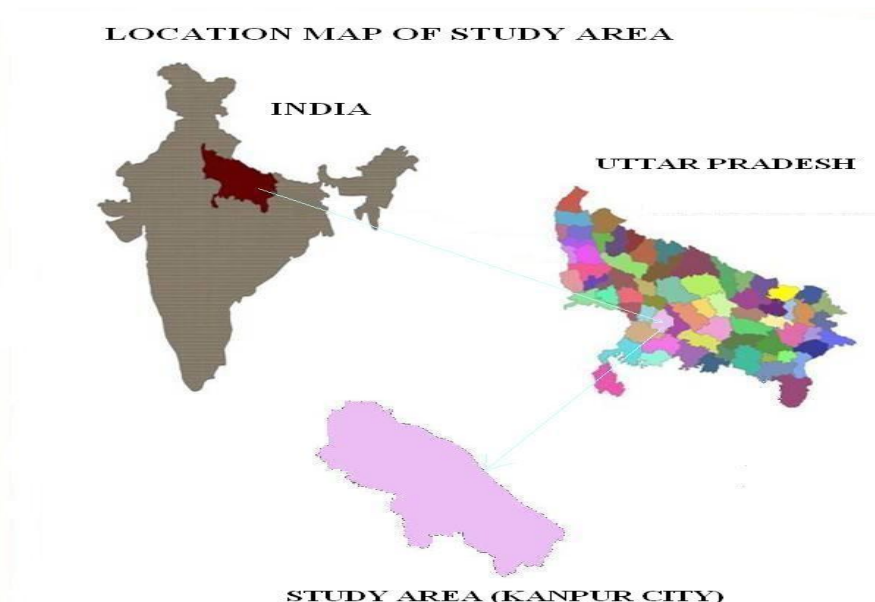 LOCATION MAP OF STUDY AREA
INDIA
UTTAR PRADESH
STUDY AREA (KANPUR CITY)